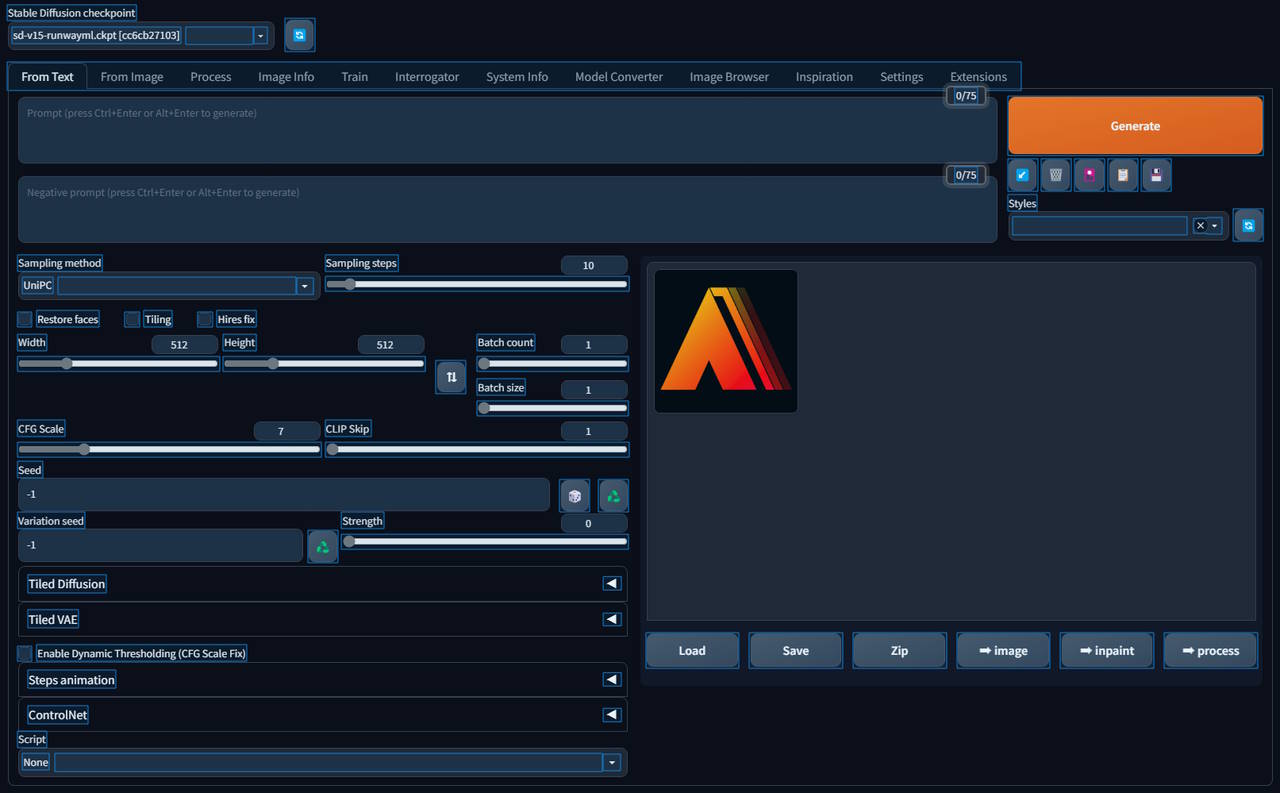 Stable Diffusion checkpoint
sd-v15-runwayml.ckpt [cc6cb27103]
From Text From Image Process Image Info Train Interrogator System Info Model Converter Image Browser Inspiration Settings Extensions
0/75
Prompt (press Ctrl+Enter or Alt+Enter to generate)
Generate
0/75
Negative prompt (press Ctrl+Enter or Alt+Enter to generate)
Styles
Sampling method
UniPC
Sampling steps
10
Restore faces Tiling Hires fix
Width
512
Height
512
Batch count
1
Batch size
1
CFG Scale
7
CLIP Skip
1
Seed
-1
Variation seed
-1
Strength
0
Tiled Diffusion
Tiled VAE
Enable Dynamic Thresholding (CFG Scale Fix)
Steps animation
ControlNet
Script
None
Load Save Zip ➡ image ➡ inpaint ➡ process